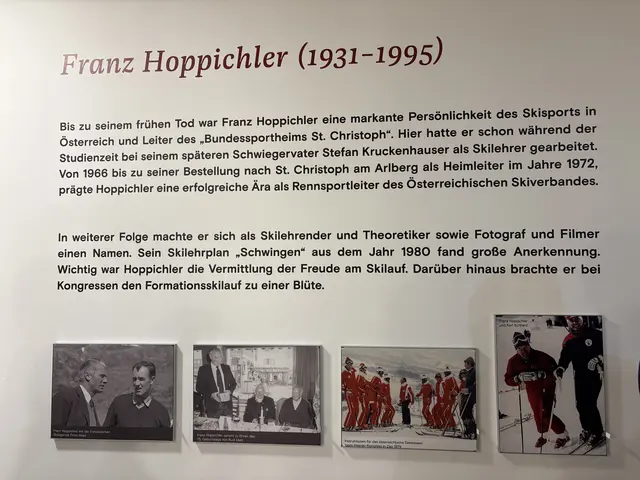 Franz Hoppichler (1931–1995)
Bis zu seinem frühen Tod war Franz Hoppichler eine markante Persönlichkeit des Skisports in
Österreich und Leiter des „Bundessportheims St. Christoph“. Hier hatte er schon während der
Studienzeit bei seinem späteren Schwiegervater Stefan Kruckenhauser als Skilehrer gearbeitet.
Von 1966 bis zu seiner Bestellung nach St. Christoph am Arlberg als Heimleiter im Jahre 1972,
prägte Hoppichler eine erfolgreiche Ära als Rennsportleiter des Österreichischen Skiverbandes.
In weiterer Folge machte er sich als Skilehrender und Theoretiker sowie Fotograf und Filmer
einen Namen. Sein Skilehrplan „Schwingen“ aus dem Jahr 1980 fand große Anerkennung.
Wichtig war Hoppichler die Vermittlung der Freude am Skilauf. Darüber hinaus brachte er bei
Kongressen den Formationsskilauf zu einer Blüte.
Franz Hoppichler
und Karl Schranz